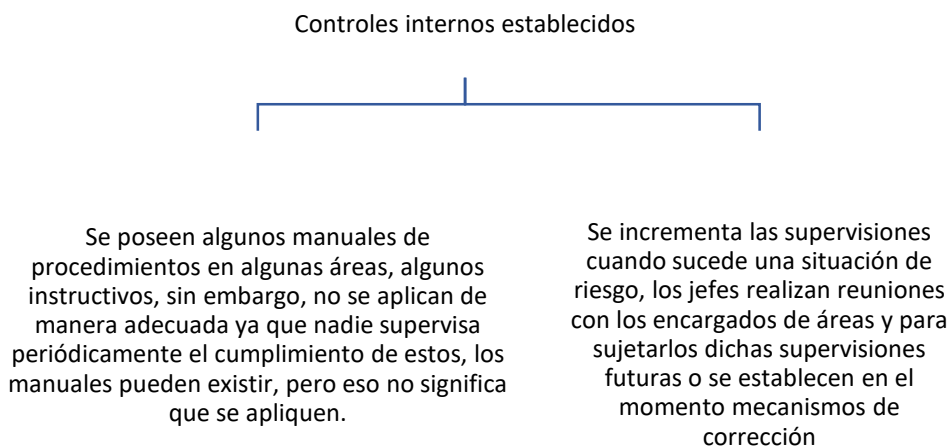 Controles internos establecidos
Se poseen algunos manuales de
procedimientos en algunas áreas, algunos
instructivos, sin embargo, no se aplican de
manera adecuada ya que nadie supervisa
periódicamente el cumplimiento de estos, los
manuales pueden existir, pero eso no significa
que se apliquen.
Se incrementa las supervisiones
cuando sucede una situación de
riesgo, los jefes realizan reuniones
con los encargados de áreas y para
sujetarlos dichas supervisiones
futuras o se establecen en el
momento mecanismos de
corrección